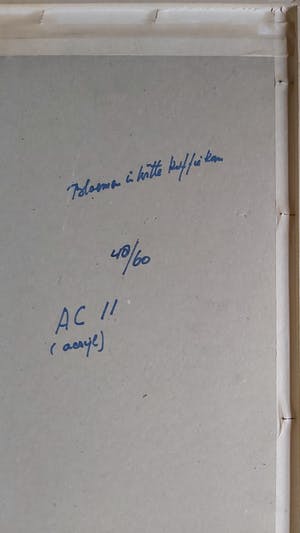 Bloemen in witte koffiekan
40/60
AC 11
(acryl)